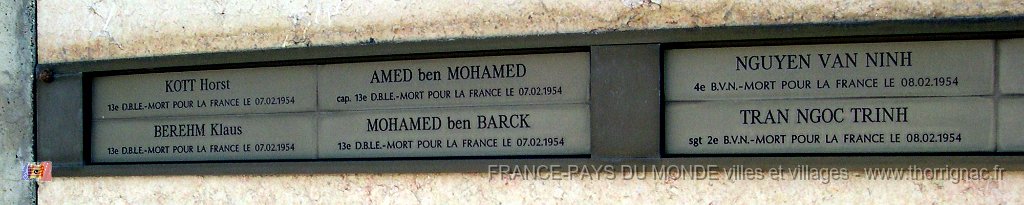 KOTT Horst
13e D.B.L.E.-MORT POUR LA FRANCE LE 07.02.1954
BEREHM Klaus
13e D.B.L.E.-MORT POUR LA FRANCE LE 07.02.1954
AMED ben MOHAMED
cap. 13e D.B.L.E.-MORT POUR LA FRANCE LE 07.02.1954
MOHAMED ben BARCK
13e D.B.L.E.-MORT POUR LA FRANCE LE 07.02.1954
NGUYEN VAN NINH
4e B.V.N.-MORT POUR LA FRANCE LE 08.02.1954
TRAN NGOC TRINH
sgt 2e B.V.N.-MORT POUR LA FRANCE LE 08.02.1954
FRANCE-PAYS DU MONDE villes et villages - www.thorrignac.fr